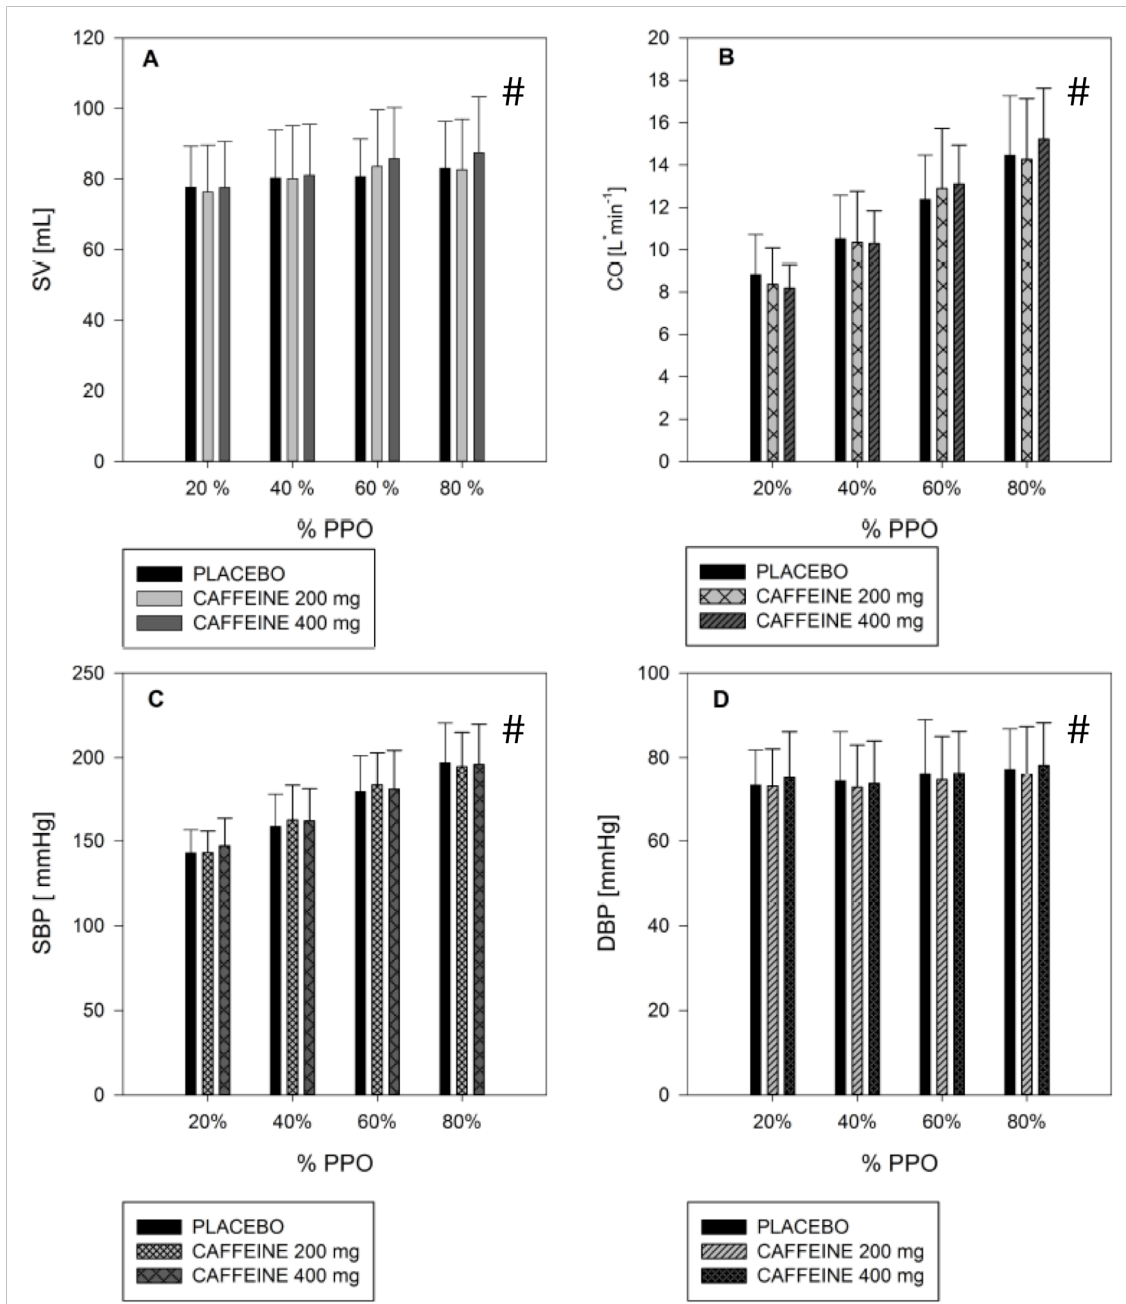 A
#
120
100
80
60
40
20
0
SV [mL]
20 % 40 % 60 % 80 %
% PPO
PLACEBO
CAFFEINE 200 mg
CAFFEINE 400 mg
B
#
20
18
16
14
12
10
8
6
4
2
0
CO [L*min-1]
20% 40% 60% 80%
% PPO
PLACEBO
CAFFEINE 200 mg
CAFFEINE 400 mg
C
#
250
200
150
100
50
0
SBP [ mmHg]
20% 40% 60% 80%
% PPO
PLACEBO
CAFFEINE 200 mg
CAFFEINE 400 mg
D
#
100
80
60
40
20
0
DBP [mmHg]
20% 40% 60% 80%
% PPO
PLACEBO
CAFFEINE 200 mg
CAFFEINE 400 mg